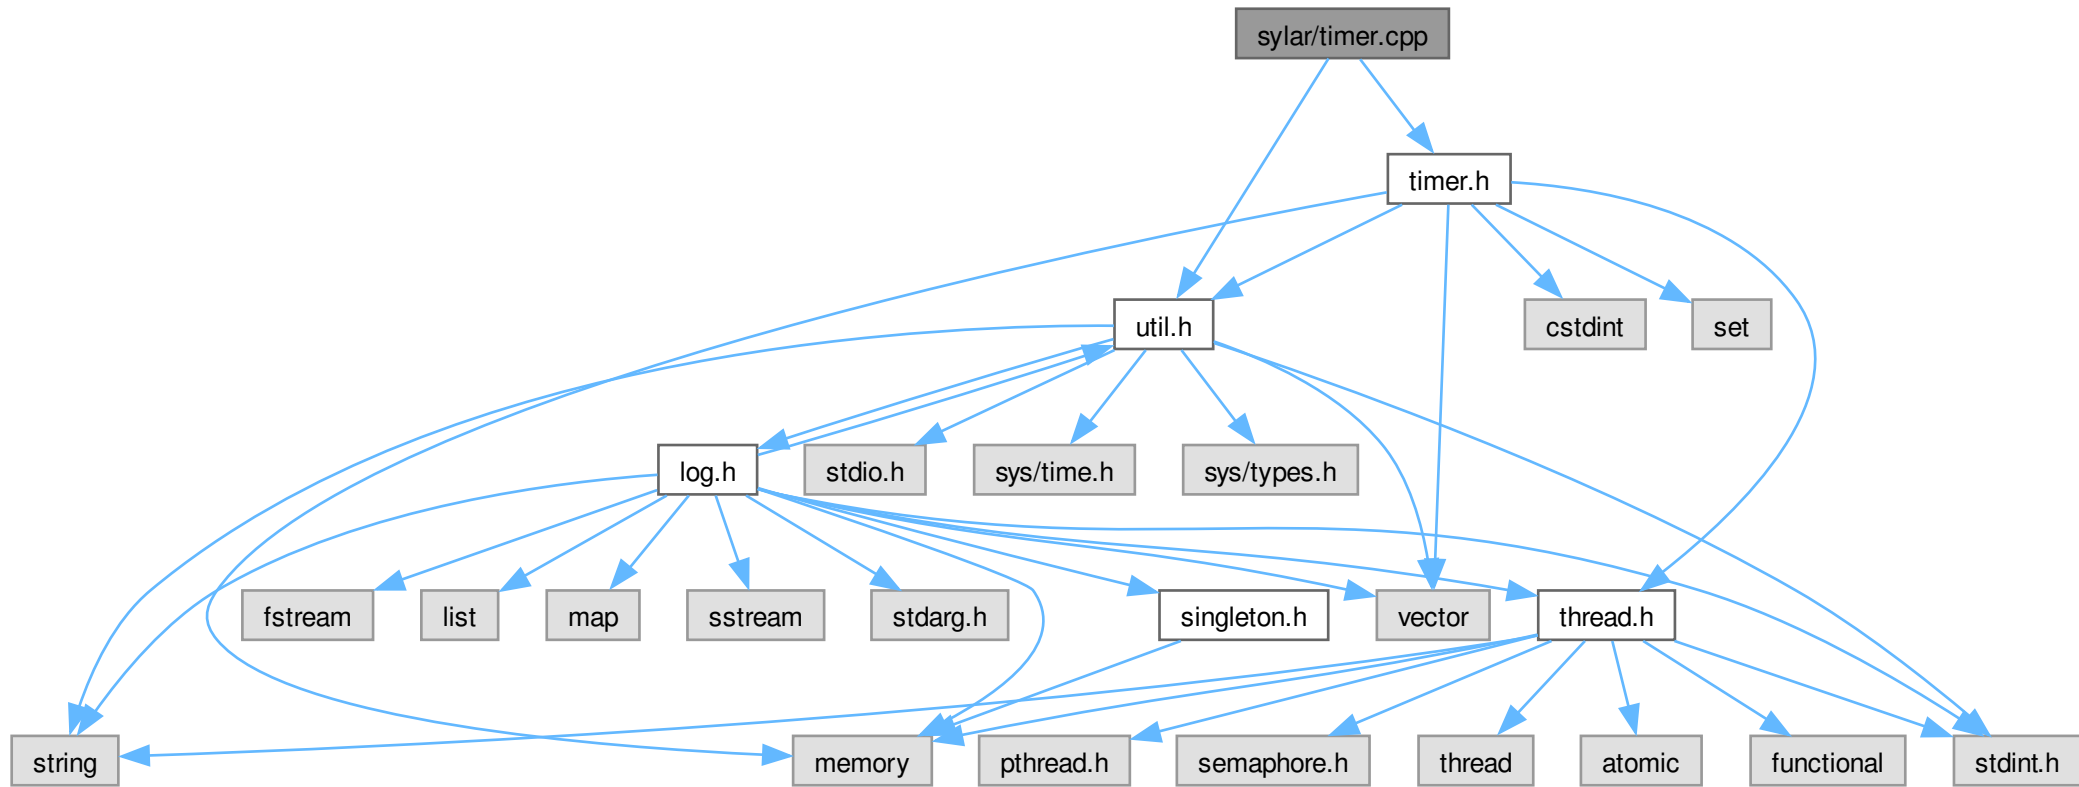 sylar/timer.cpp
timer.h
util.h
cstdint
set
log.h
stdio.h
sys/time.h
sys/types.h
fstream
list
map
sstream
stdarg.h
singleton.h
vector
thread.h
string
memory
pthread.h
semaphore.h
thread
atomic
functional
stdint.h